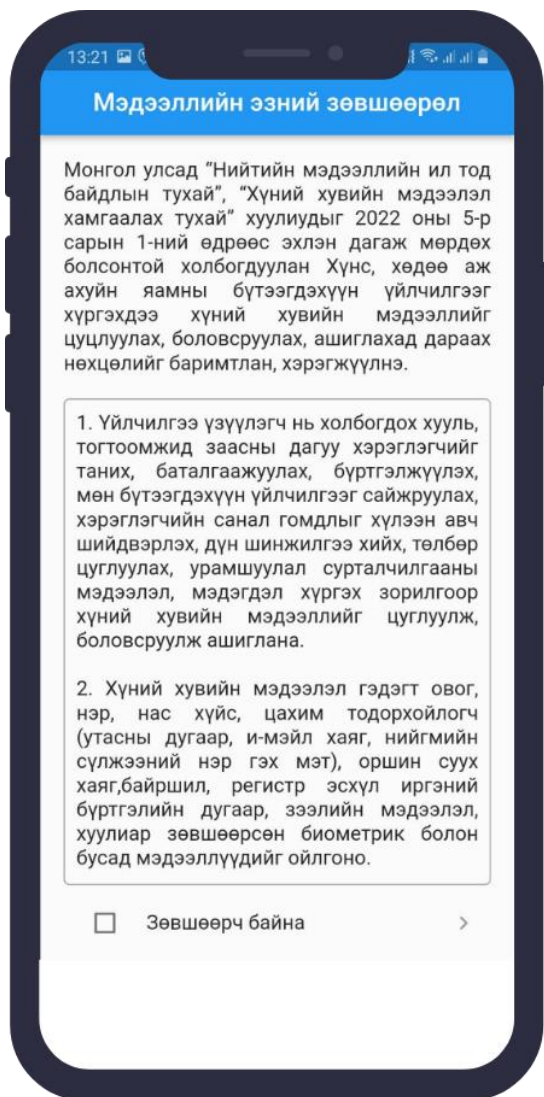 13:21
Мэдээллийн эзний зөвшөөрөл
Монгол улсад "Нийтийн мэдээллийн ил тод
байдлын тухай", "Хүний хувийн мэдээлэл
хамгаалах тухай" хуулиудыг 2022 оны 5-р
сарын 1-ний өдрөөс эхлэн дагаж мөрдөх
болсонтой холбогдуулан Хүнс, хөдөө аж
ахуйн яамны бүтээгдэхүүн үйлчилгээг
хүргэхдээ хүний хувийн мэдээллийг
цуцлуулах, боловсруулах, ашиглахад дараах
нөхцөлийг баримтлан, хэрэгжүүлнэ.
1. Үйлчилгээ үзүүлэгч нь холбогдох хууль,
тогтоомжид заасны дагуу хэрэглэгчийг
таних, баталгаажуулах, бүртгэлжүүлэх,
мөн бүтээгдэхүүн үйлчилгээг сайжруулах,
хэрэглэгчийн санал гомдлыг хүлээн авч
шийдвэрлэх, дүн шинжилгээ хийх, төлбөр
цуглуулах, урамшуулал сурталчилгааны
мэдээлэл, мэдэгдэл хүргэх зорилгоор
хүний хувийн мэдээллийг цуглуулж,
боловсруулж ашиглана.
2. Хүний хувийн мэдээлэл гэдэгт овог,
нэр, нас хүйс, цахим тодорхойлогч
(утасны дугаар, и-мэйл хаяг, нийгмийн
сүлжээний нэр гэх мэт), оршин суух
хаяг,байршил, регистр эсхүл иргэний
бүртгэлийн дугаар, зээлийн мэдээлэл,
хуулиар зөвшөөрсөн биометрик болон
бусад мэдээллүүдийг ойлгоно.
Зөвшөөрч байна